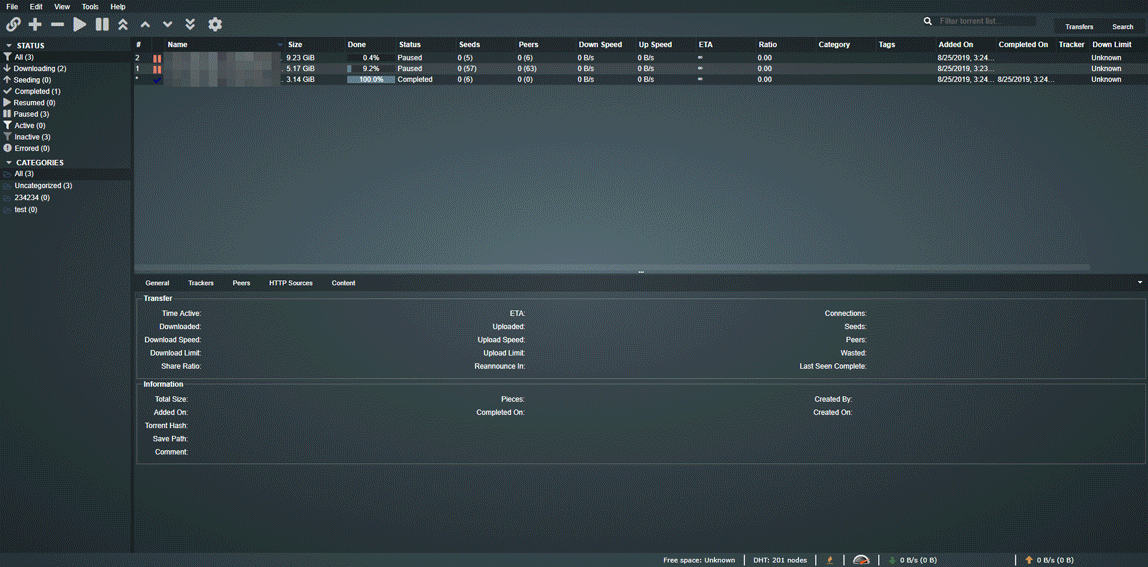 File Edit View Tools Help
Filter torrent list...
Transfers Search
STATUS
All (3)
Downloading (2)
Seeding (0)
Completed (1)
Resumed (0)
Paused (3)
Active (0)
Inactive (3)
Errored (0)
CATEGORIES
All (3)
Uncategorized (3)
234234 (0)
test (0)
# Name Size Done Status Seeds Peers Down Speed Up Speed ETA Ratio Category Tags Added On Completed On Tracker Down Limit
2 9.23 GiB 0.4% Paused 0 (5) 0 (6) 0 B/s 0 B/s ∞ 0.00 8/25/2019, 3:24... Unknown
1 5.17 GiB 9.2% Paused 0 (57) 0 (63) 0 B/s 0 B/s ∞ 0.00 8/25/2019, 3:23... Unknown
* 3.14 GiB 100.0% Completed 0 (6) 0 (0) 0 B/s 0 B/s ∞ 0.00 8/25/2019, 3:24... 8/25/2019, 3:24... Unknown
General Trackers Peers HTTP Sources Content
Transfer
Time Active: ETA: Connections:
Downloaded: Uploaded: Seeds:
Download Speed: Upload Speed: Peers:
Download Limit: Upload Limit: Wasted:
Share Ratio: Reannounce In: Last Seen Complete:
Information
Total Size: Pieces: Created By:
Added On: Completed On: Created On:
Torrent Hash:
Save Path:
Comment:
Free space: Unknown DHT: 201 nodes 0 B/s (0 B) 0 B/s (0 B)